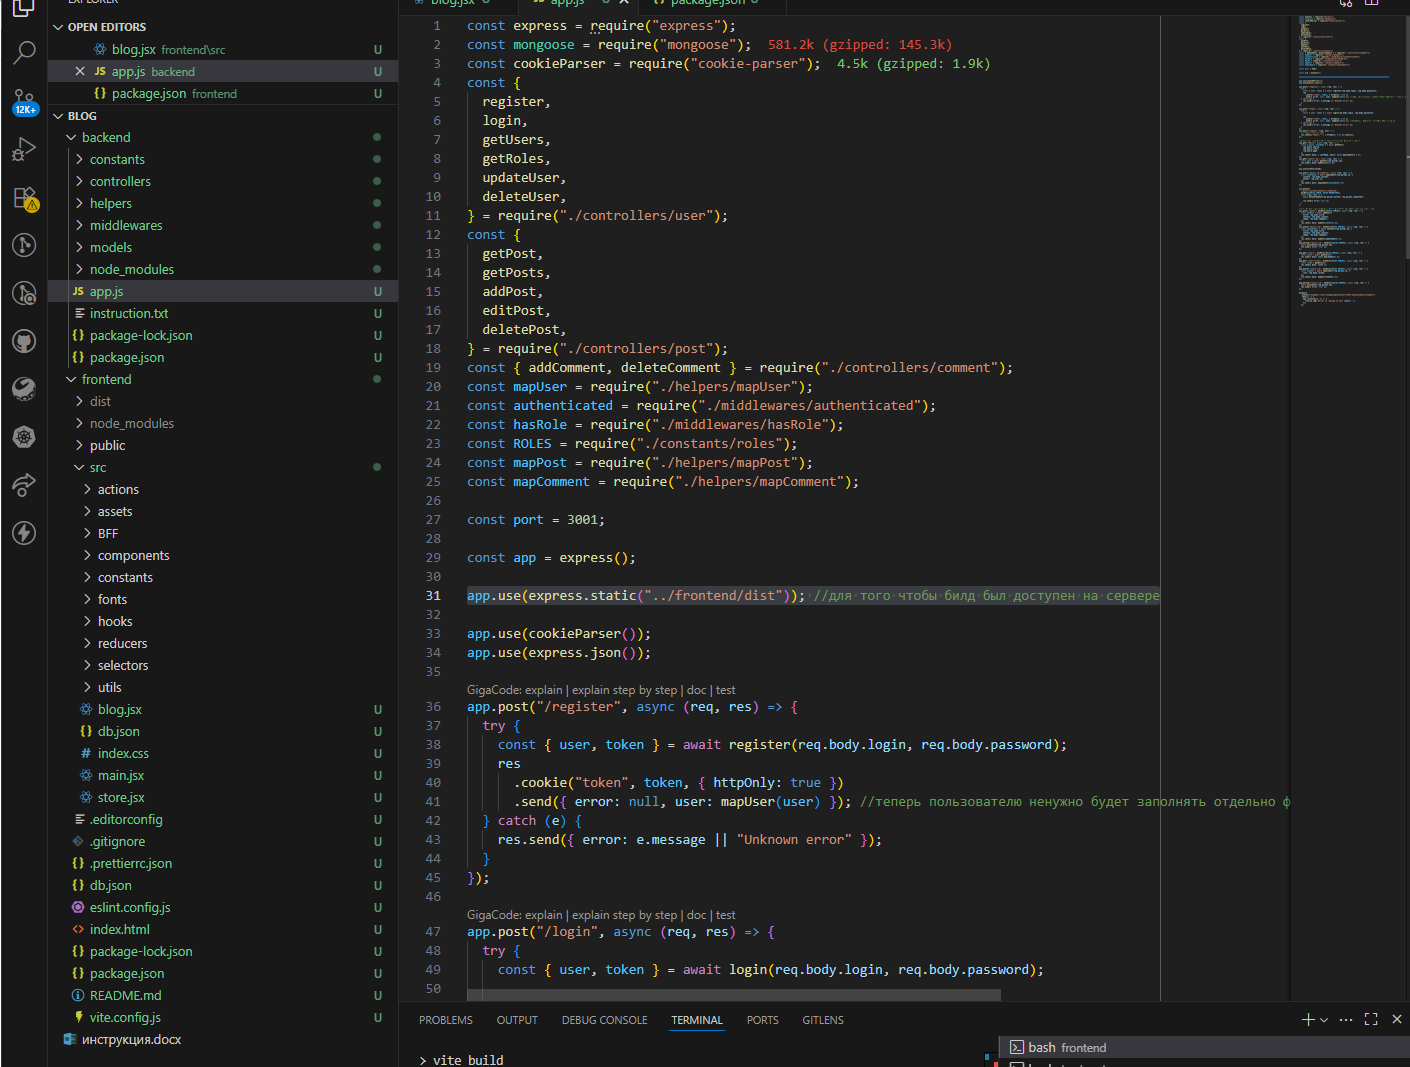 EXPLORER
OPEN EDITORS
blog.jsx frontend\src U
app.js backend U
package.json frontend U
12K+
BLOG
backend
constants
controllers
helpers
middlewares
models
node_modules
JS app.js U
instruction.txt U
package-lock.json U
package.json U
frontend
dist
node_modules
public
src
actions
assets
BFF
components
constants
fonts
hooks
reducers
selectors
utils
blog.jsx U
db.json U
index.css U
main.jsx U
store.jsx U
.editorconfig U
.gitignore U
.prettierrc.json U
db.json U
eslint.config.js U
index.html U
package-lock.json U
package.json U
README.md U
vite.config.js U
инструкция.docx
blog.jsx U app.js U package.json U
1 const express = require("express");
2 const mongoose = require("mongoose"); 581.2k (gzipped: 145.3k)
3 const cookieParser = require("cookie-parser"); 4.5k (gzipped: 1.9k)
4 const {
5 register,
6 login,
7 getUsers,
8 getRoles,
9 updateUser,
10 deleteUser,
11 } = require("./controllers/user");
12 const {
13 getPost,
14 getPosts,
15 addPost,
16 editPost,
17 deletePost,
18 } = require("./controllers/post");
19 const { addComment, deleteComment } = require("./controllers/comment");
20 const mapUser = require("./helpers/mapUser");
21 const authenticated = require("./middlewares/authenticated");
22 const hasRole = require("./middlewares/hasRole");
23 const ROLES = require("./constants/roles");
24 const mapPost = require("./helpers/mapPost");
25 const mapComment = require("./helpers/mapComment");
26
27 const port = 3001;
28
29 const app = express();
30
31 app.use(express.static("../frontend/dist")); //для того чтобы билд был доступен на сервере
32
33 app.use(cookieParser());
34 app.use(express.json());
35
GigaCode: explain | explain step by step | doc | test
36 app.post("/register", async (req, res) => {
37 try {
38 const { user, token } = await register(req.body.login, req.body.password);
39 res
40 .cookie("token", token, { httpOnly: true })
41 .send({ error: null, user: mapUser(user) }); //теперь пользователю ненужно будет заполнять отдельно ф
42 } catch (e) {
43 res.send({ error: e.message || "Unknown error" });
44 }
45 });
46
GigaCode: explain | explain step by step | doc | test
47 app.post("/login", async (req, res) => {
48 try {
49 const { user, token } = await login(req.body.login, req.body.password);
50
PROBLEMS OUTPUT DEBUG CONSOLE TERMINAL PORTS GITLENS
> vite build
bash frontend